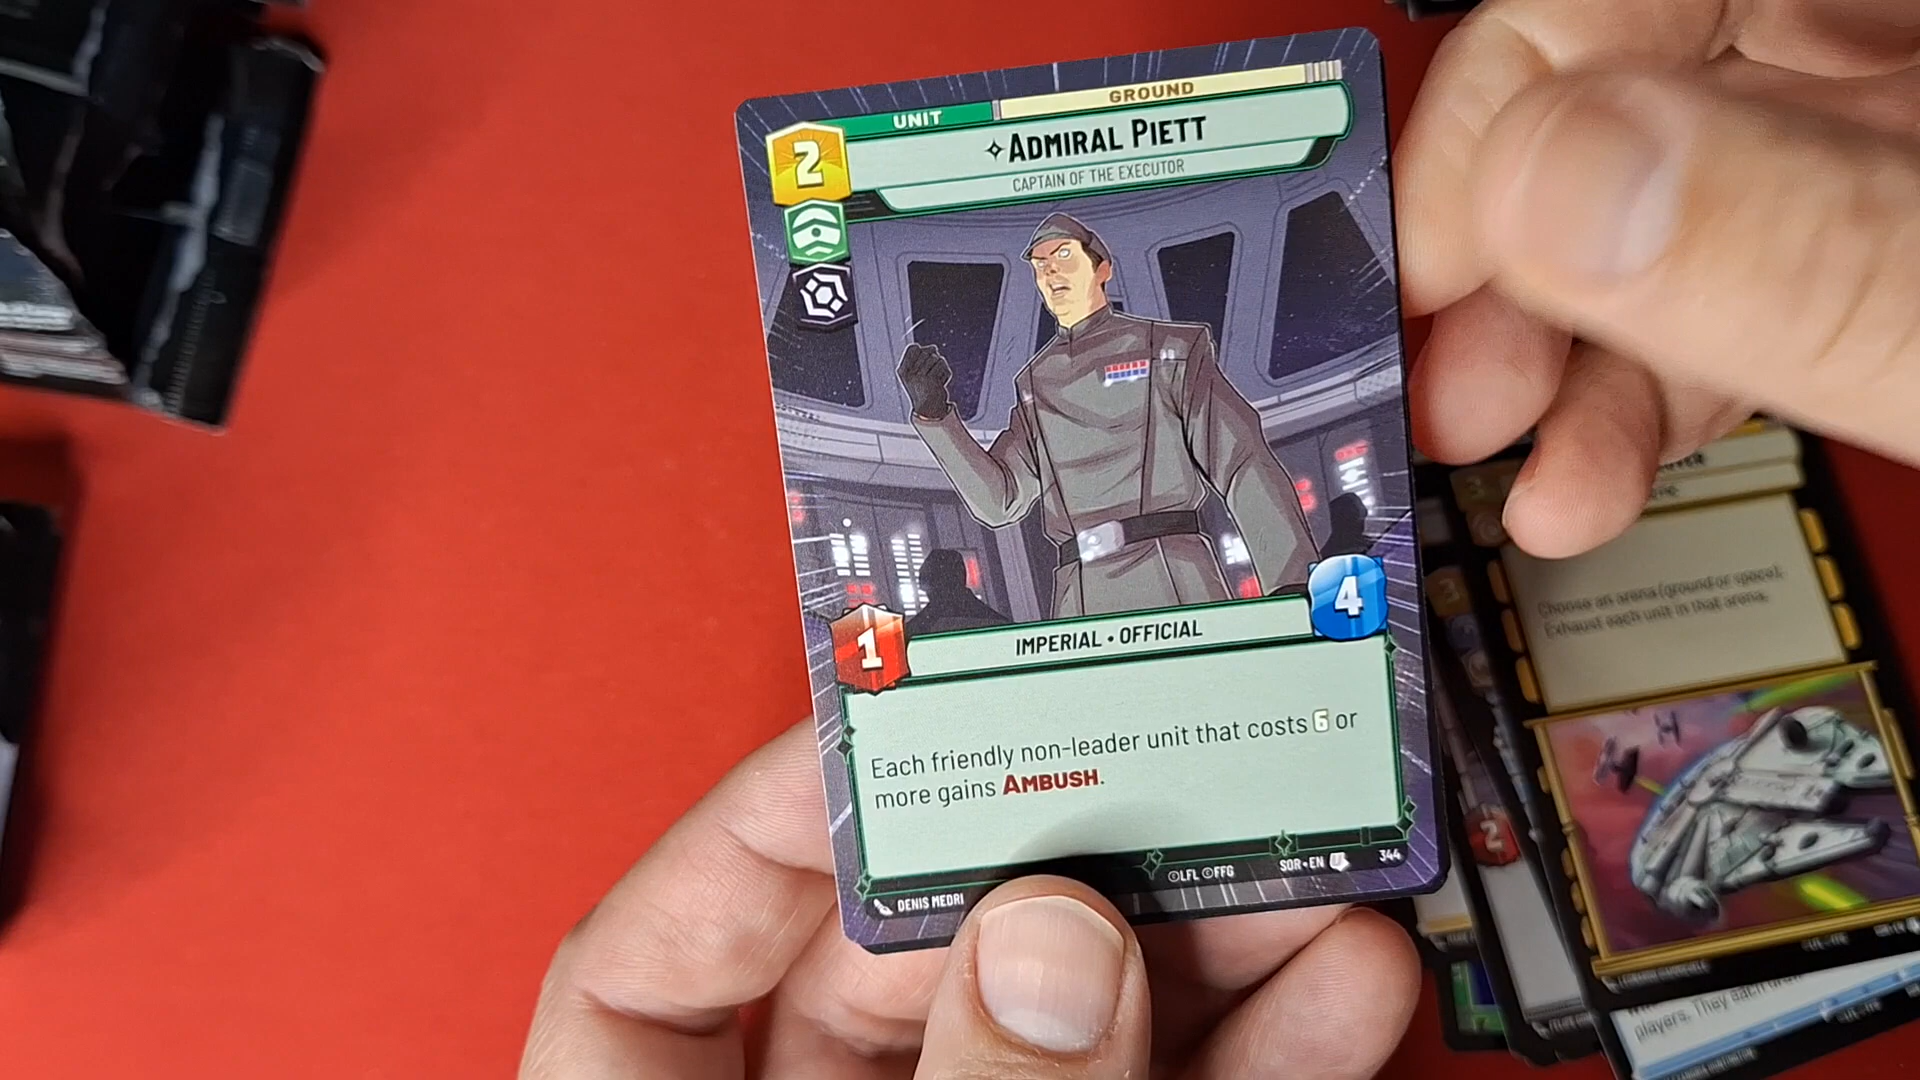 UNIT
GROUND
2
ADMIRAL PIETT
CAPTAIN OF THE EXECUTOR
1
IMPERIAL • OFFICIAL
4
Each friendly non-leader unit that costs 6 or
more gains AMBUSH.
DENIS MEDRI
©LFL ©FFG
SOR • EN
344
Choose an arena (ground or space).
Exhaust each unit in that arena.
3
2
players. They each